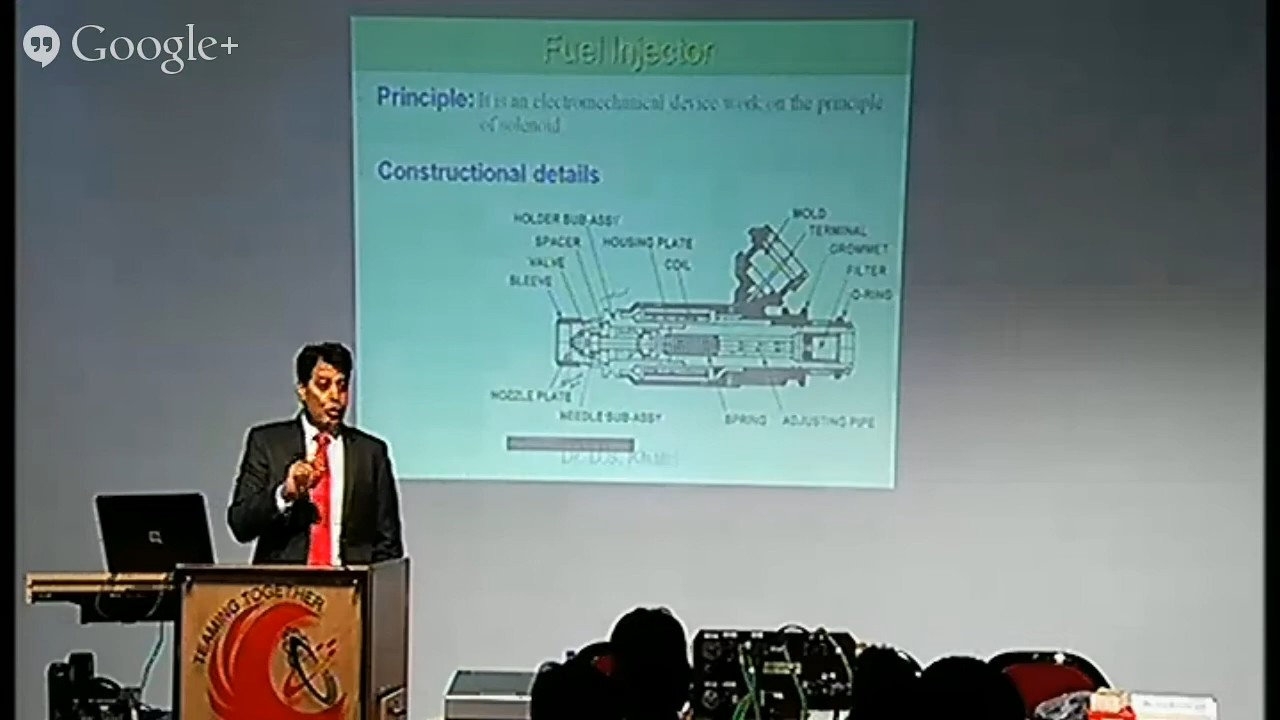 Google+
Fuel Injector
Principle: It is an electromechanical device work on the principle
of solenoid
Constructional details
HOLDER SUB-ASSY
MOLD
TERMINAL
SPACER
HOUSING PLATE
GROMMET
VALVE
COIL
FILTER
SLEEVE
O-RING
NOZZLE PLATE
NEEDLE SUB-ASSY
SPRING
ADJUSTING PIPE
TEAMING TOGETHER